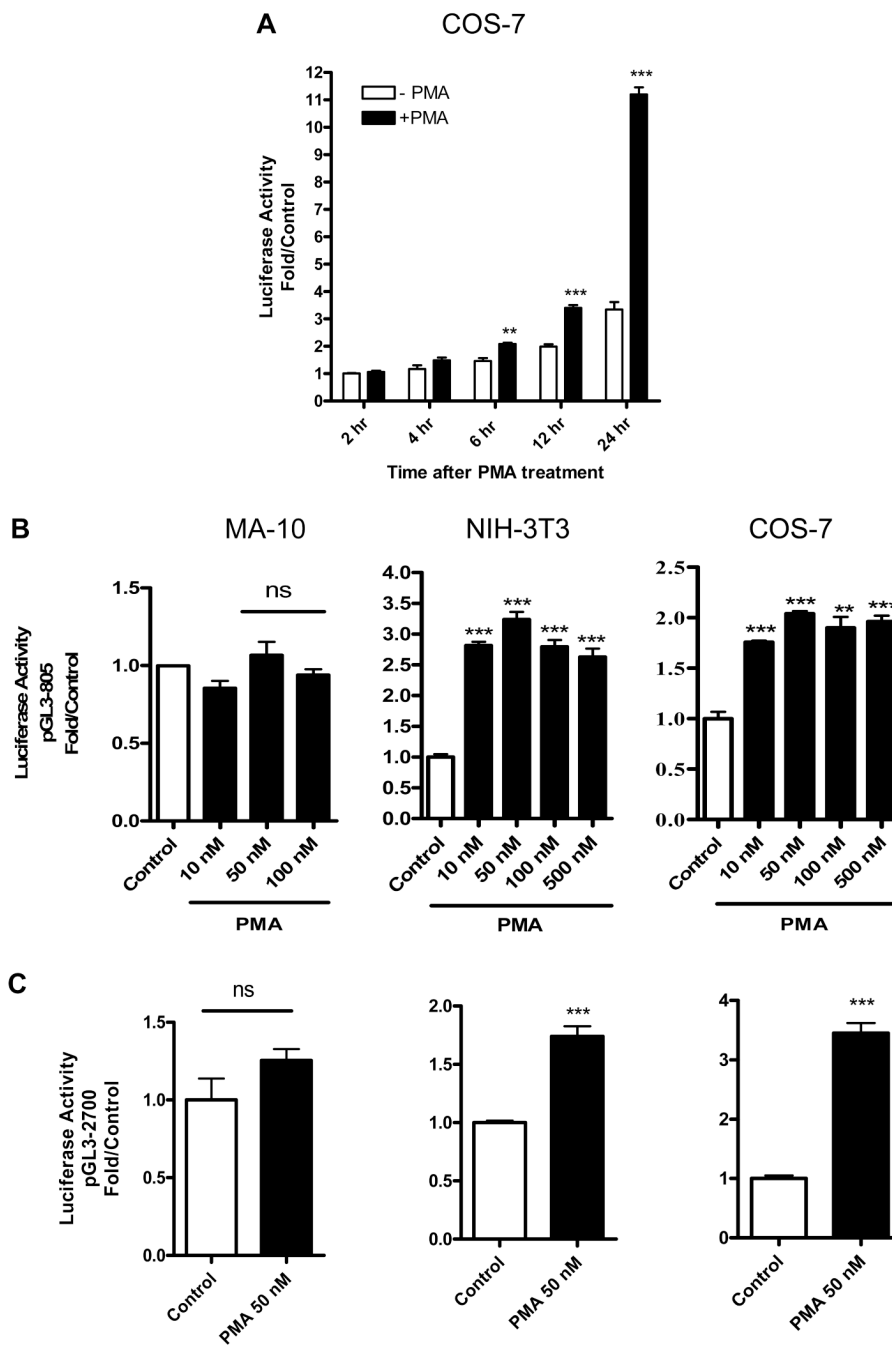 A COS-7
12
11
10
9
8
7
6
5
4
3
2
1
0
Luciferase Activity
Fold/Control
- PMA
+PMA
**
***
***
2 hr
4 hr
6 hr
12 hr
24 hr
Time after PMA treatment
B MA-10 NIH-3T3 COS-7
Luciferase Activity
pGL3-805
Fold/Control
1.5
1.0
0.5
0.0
ns
Control
10 nM
50 nM
100 nM
PMA
4.0
3.5
3.0
2.5
2.0
1.5
1.0
0.5
0.0
***
***
***
***
Control
10 nM
50 nM
100 nM
500 nM
PMA
2.5
2.0
1.5
1.0
0.5
0.0
***
***
**
***
Control
10 nM
50 nM
100 nM
500 nM
PMA
C
Luciferase Activity
pGL3-2700
Fold/Control
1.5
1.0
0.5
0.0
ns
Control
PMA 50 nM
2.0
1.5
1.0
0.5
0.0
***
Control
PMA 50 nM
4
3
2
1
0
***
Control
PMA 50 nM